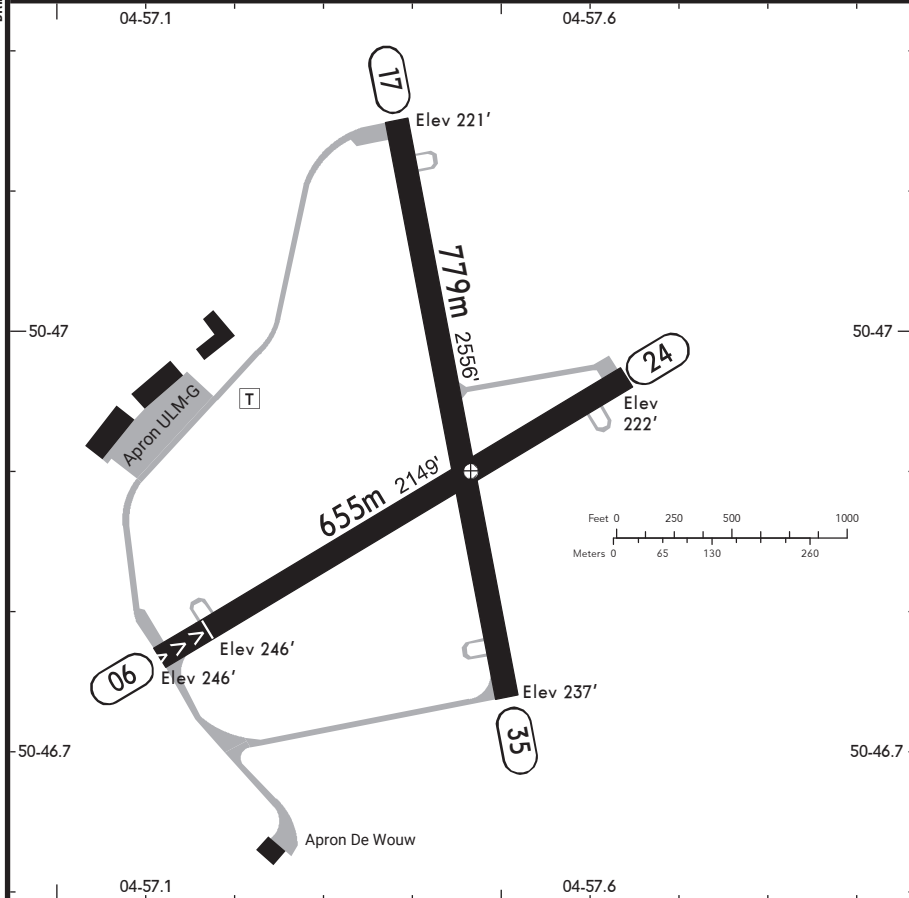 04-57.1
04-57.6
17
Elev 221'
779m
2556'
50-47
50-47
24
Elev
222'
T
Apron ULM-G
655m 2149'
Feet 0 250 500 1000
Meters 0 65 130 260
Elev 246'
Elev 246'
06
Elev 237'
35
50-46.7
50-46.7
Apron De Wouw
04-57.1
04-57.6